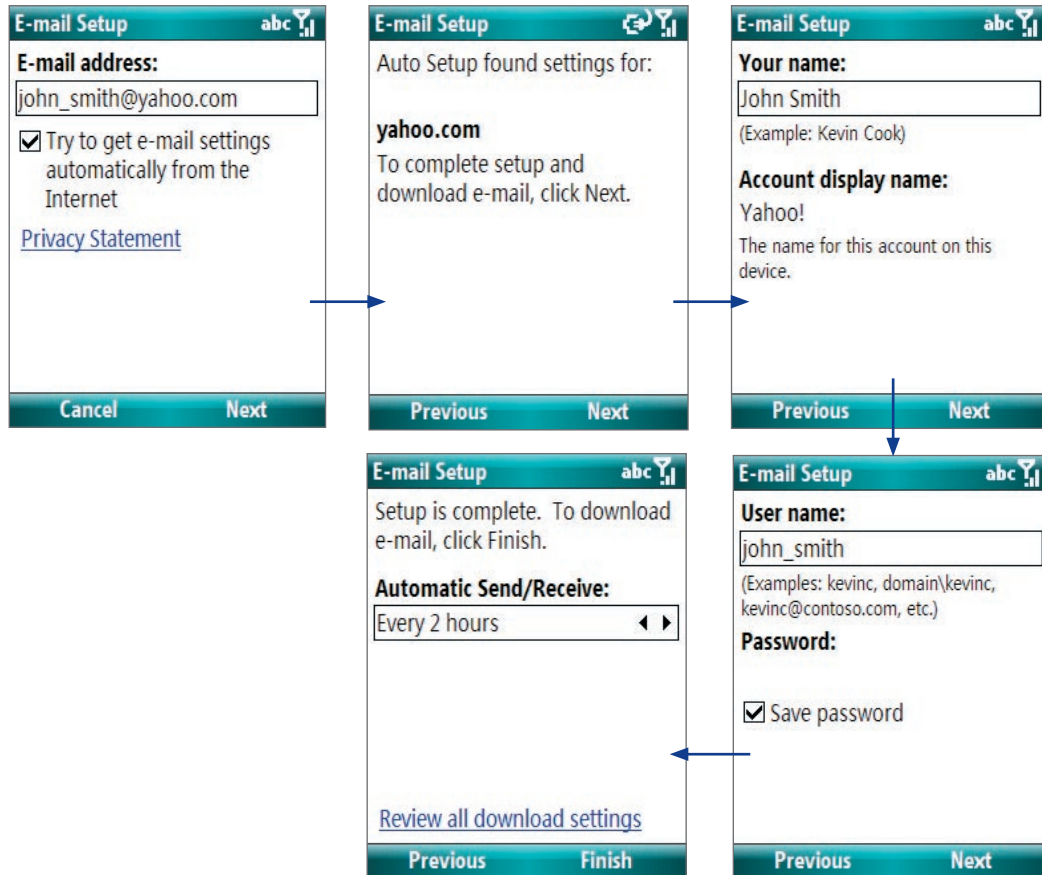 E-mail Setup abc
E-mail address:
john_smith@yahoo.com
Try to get e-mail settings
automatically from the
Internet
Privacy Statement
Cancel Next
E-mail Setup
Auto Setup found settings for:
yahoo.com
To complete setup and
download e-mail, click Next.
Previous Next
E-mail Setup abc
Your name:
John Smith
(Example: Kevin Cook)
Account display name:
Yahoo!
The name for this account on this
device.
Previous Next
E-mail Setup abc
User name:
john_smith
(Examples: kevinc, domain\kevinc,
kevinc@contoso.com, etc.)
Password:
Save password
Previous Next
E-mail Setup abc
Setup is complete. To download
e-mail, click Finish.
Automatic Send/Receive:
Every 2 hours
Review all download settings
Previous Finish